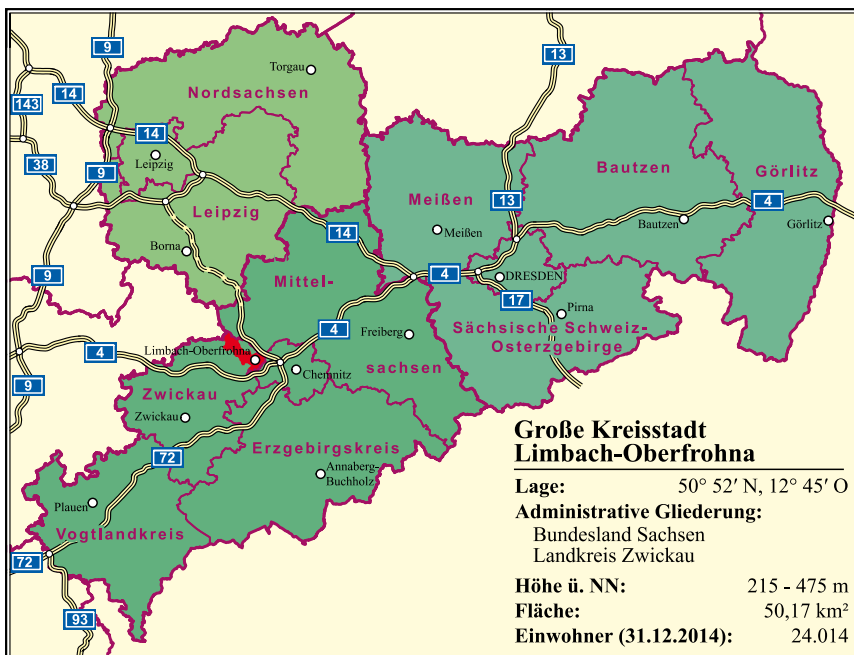 9
13
Torgau
14
Nordsachsen
143
14
Leipzig
38
9
Bautzen
Görlitz
Meißen
13
4
Leipzig
Bautzen
Görlitz
Meißen
14
Borna
9
Mittel-
4
DRESDEN
17
Pirna
4
Freiberg
Sächsische Schweiz-
Osterzgebirge
4
Limbach-Oberfrohna
sachsen
Chemnitz
9
Zwickau
Zwickau
Erzgebirgskreis
72
Annaberg-
Buchholz
Plauen
Vogtlandkreis
72
93
Große Kreisstadt
Limbach-Oberfrohna
Lage: 50° 52′ N, 12° 45′ O
Administrative Gliederung:
Bundesland Sachsen
Landkreis Zwickau
Höhe ü. NN: 215 - 475 m
Fläche: 50,17 km²
Einwohner (31.12.2014): 24.014